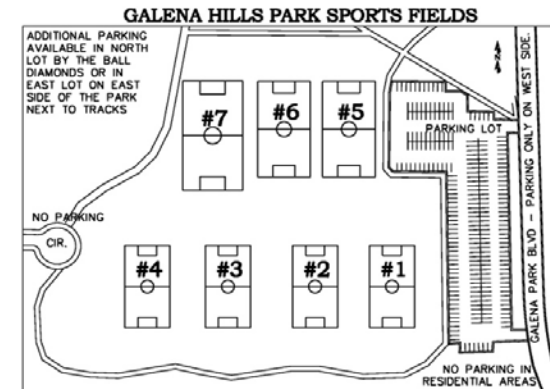 GALENA HILLS PARK SPORTS FIELDS
ADDITIONAL PARKING
AVAILABLE IN NORTH
LOT BY THE BALL
DIAMONDS OR IN
EAST LOT ON EAST
SIDE OF THE PARK
NEXT TO TRACKS
N
#7
#6
#5
PARKING LOT
GALENA PARK BLVD - PARKING ONLY ON WEST SIDE.
NO PARKING
CIR.
#4
#3
#2
#1
NO PARKING IN
RESIDENTIAL AREAS